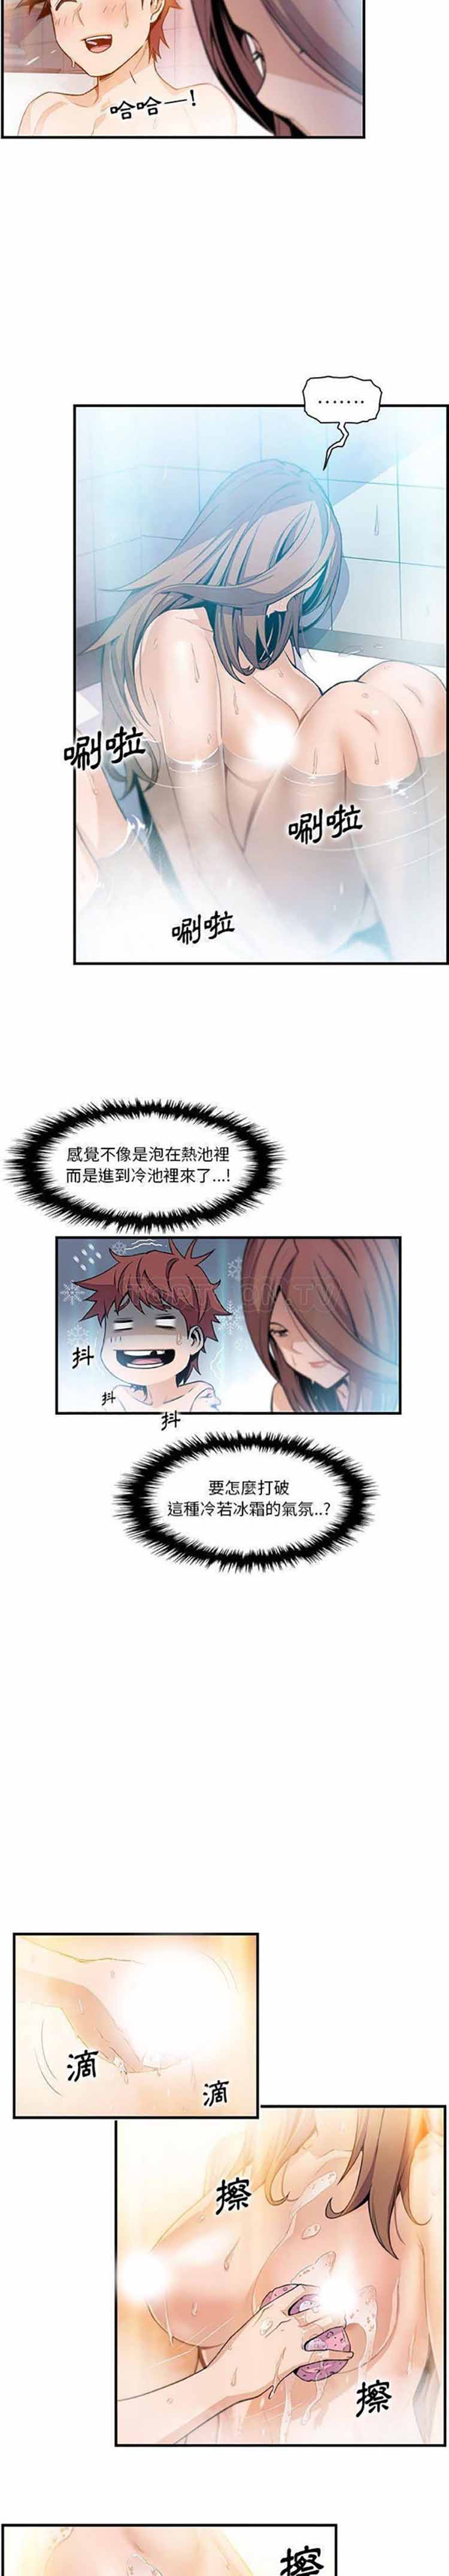 哈哈一!
.......
唰啦
唰啦
唰啦
感覺不像是泡在熱池裡
而是進到冷池裡來了...!
TOPTOON.TV
抖
抖
抖
要怎麼打破
這種冷若冰霜的氣氛..?
滴
滴
擦
擦
擦